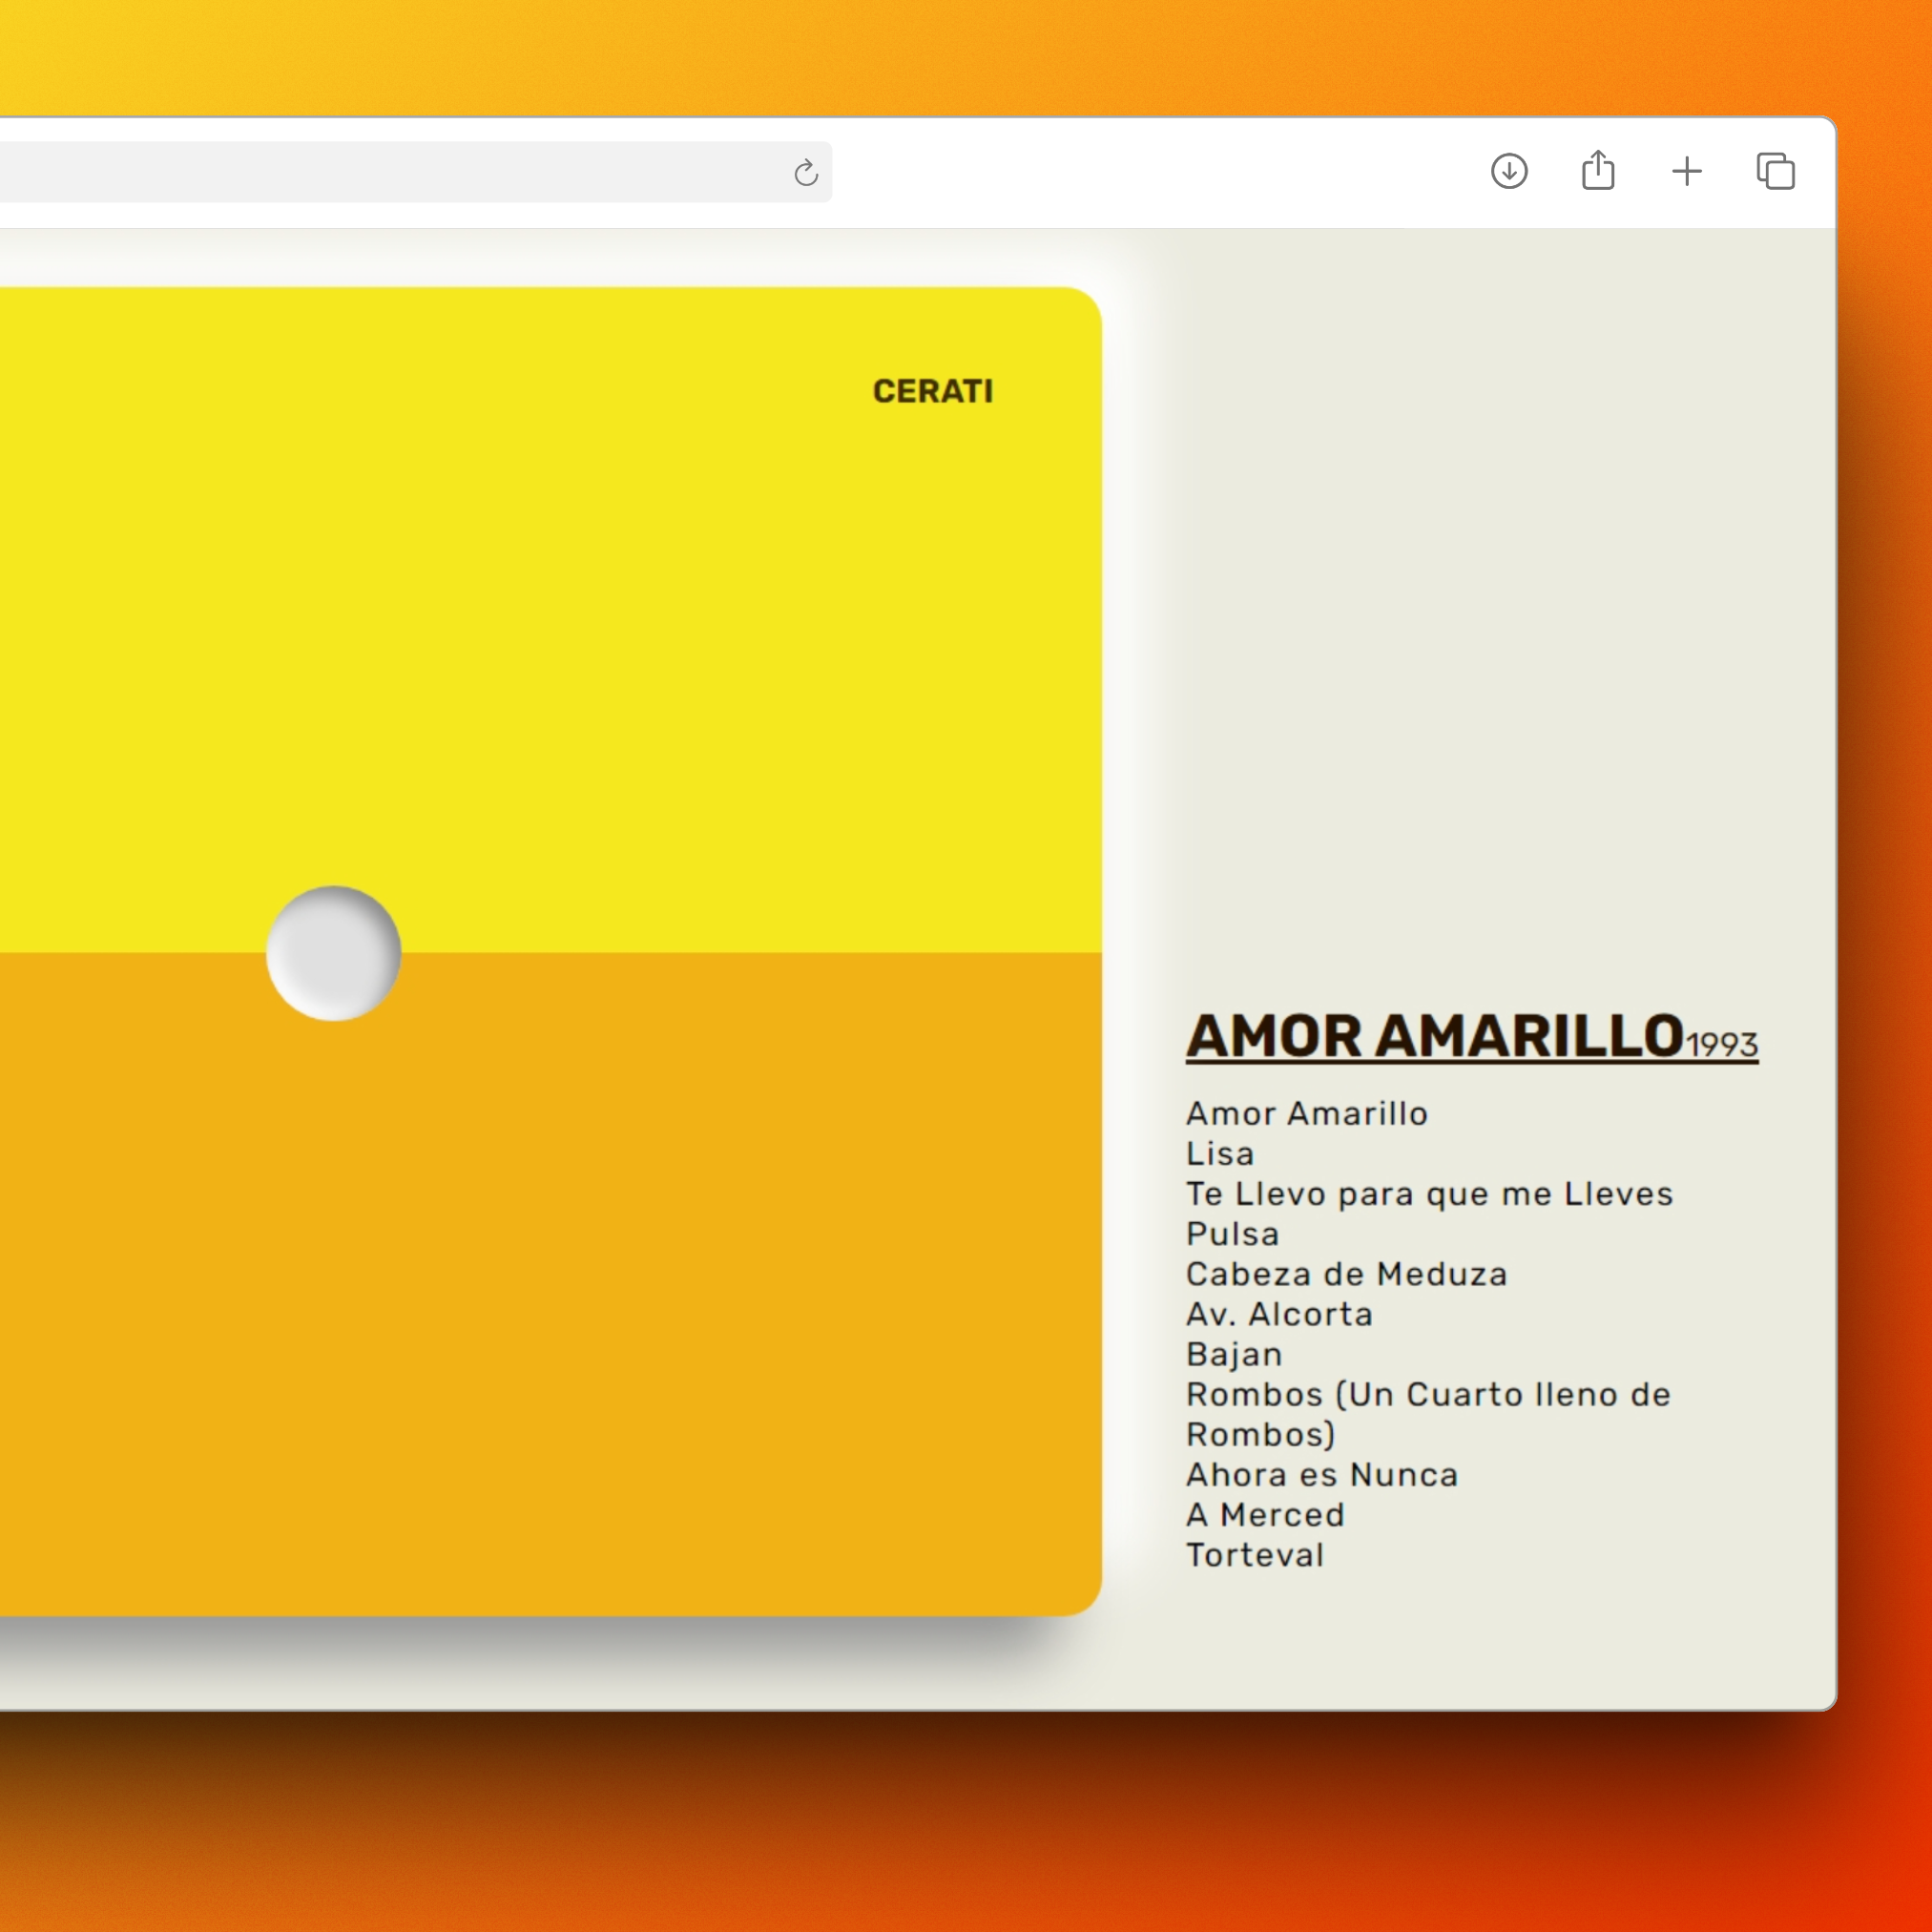 CERATI
AMOR AMARILLO1993
Amor Amarillo
Lisa
Te Llevo para que me Lleves
Pulsa
Cabeza de Meduza
Av. Alcorta
Bajan
Rombos (Un Cuarto lleno de
Rombos)
Ahora es Nunca
A Merced
Torteval